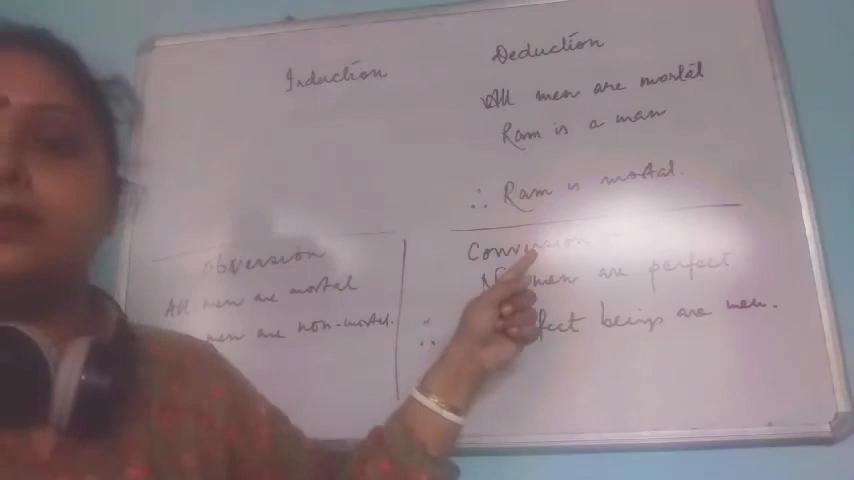 Induction
Deduction
All men are mortal
Ram is a man
∴ Ram is mortal.
obversion
All men are mortal
men are non-mortal.
Conversion
No men are perfect
∴ beings are men.